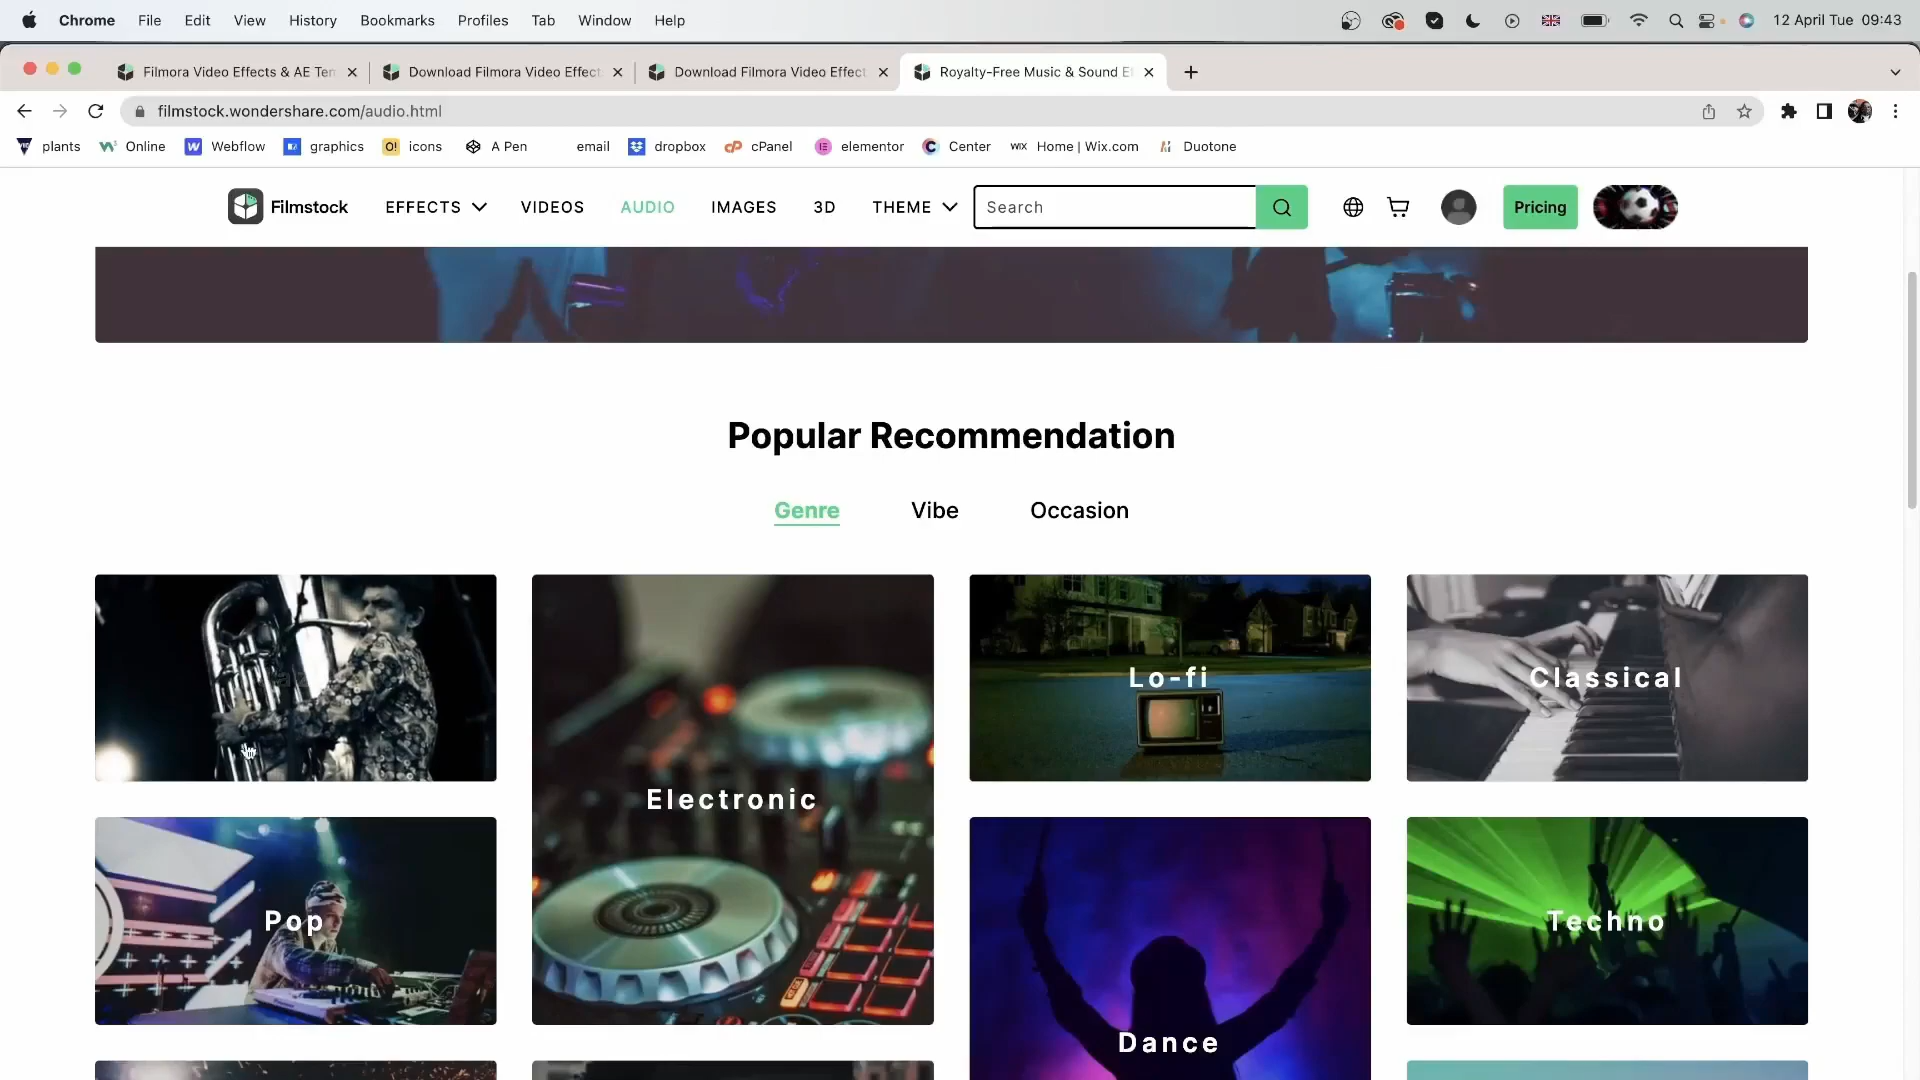 Chrome File Edit View History Bookmarks Profiles Tab Window Help 12 April Tue 09:43
Filmora Video Effects & AE Ten Download Filmora Video Effect Download Filmora Video Effect Royalty-Free Music & Sound E
filmstock.wondershare.com/audio.html
plants Online Webflow graphics icons A Pen email dropbox cPanel elementor Center Home | Wix.com Duotone
Filmstock EFFECTS VIDEOS AUDIO IMAGES 3D THEME Search Pricing
Popular Recommendation
Genre Vibe Occasion
Lo-fi Classical
Electronic
Pop Techno
Dance